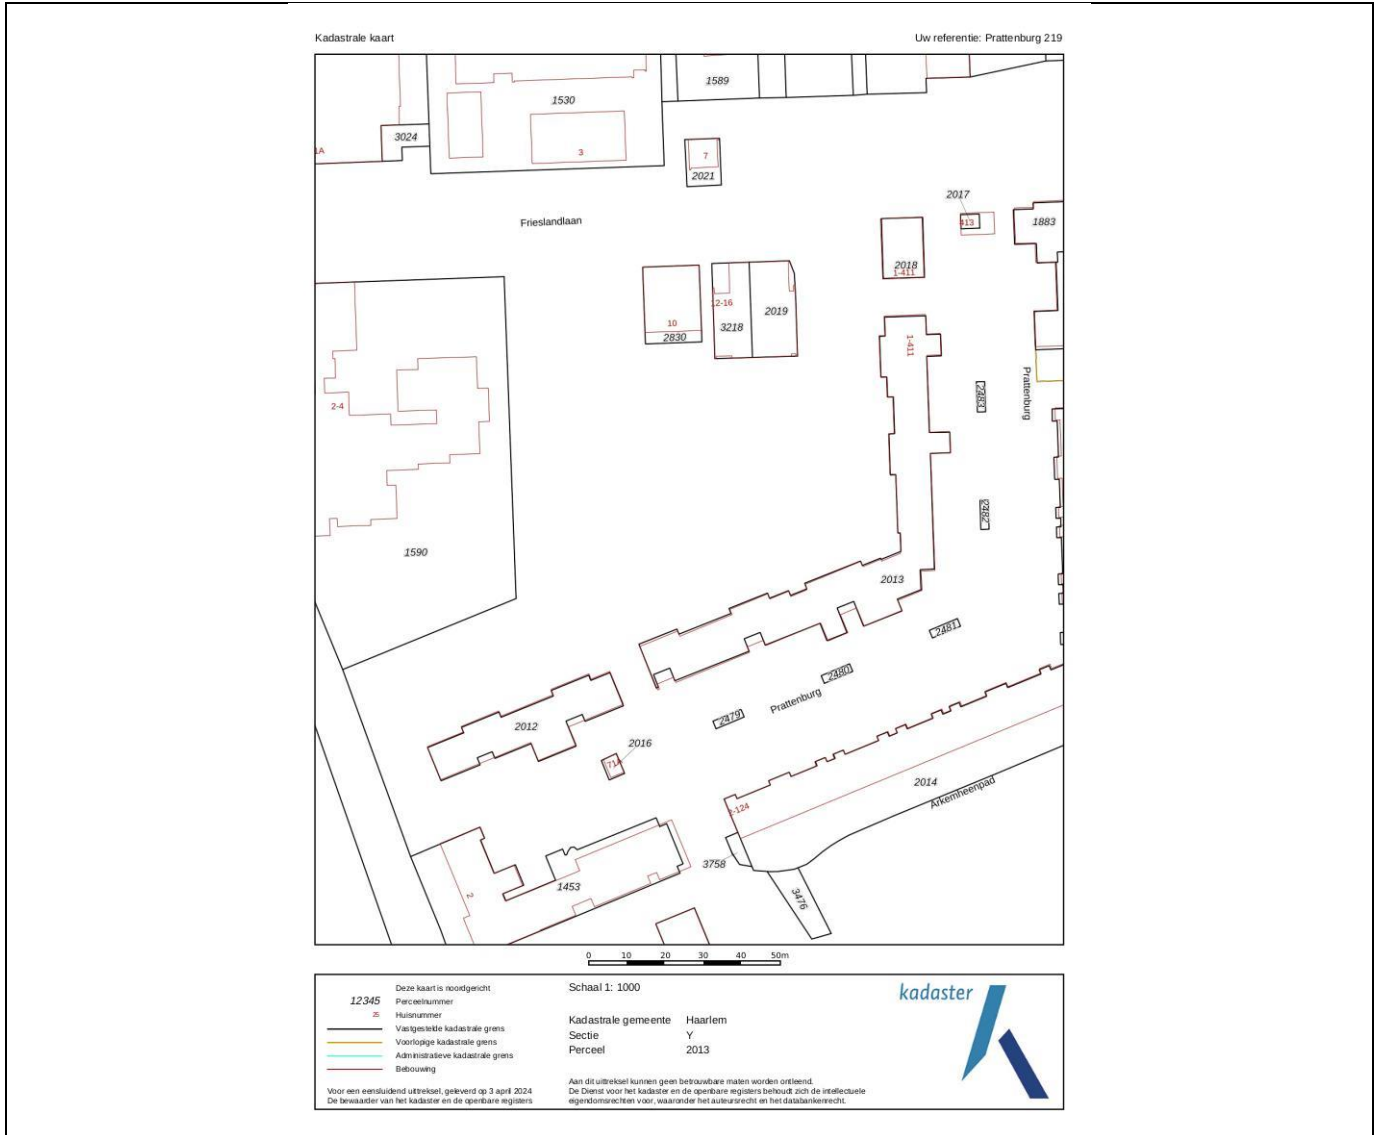 Kadastrale kaart
Uw referentie: Prattenburg 219
1589
1530
3024
3
1A
7
2021
2017
413
1883
Frieslandlaan
2018
1-411
12-16
2019
10
3218
2830
1-411
2483
Prattenburg
2-4
2482
1590
2013
2481
2480
Prattenburg
2479
2012
2016
71A
2014
Arkemheenpad
2-124
3758
1453
2
3476
0 10 20 30 40 50m
Deze kaart is noordgericht
12345 Perceelnummer
25 Huisnummer
Vastgestelde kadastrale grens
Voorlopige kadastrale grens
Administratieve kadastrale grens
Bebouwing
Voor een eensluidend uittreksel, geleverd op 3 april 2024
De bewaarder van het kadaster en de openbare registers
Schaal 1: 1000
Kadastrale gemeente Haarlem
Sectie Y
Perceel 2013
Aan dit uittreksel kunnen geen betrouwbare maten worden ontleend.
De Dienst voor het kadaster en de openbare registers behoudt zich de intellectuele
eigendomsrechten voor, waaronder het auteursrecht en het databankenrecht.
kadaster